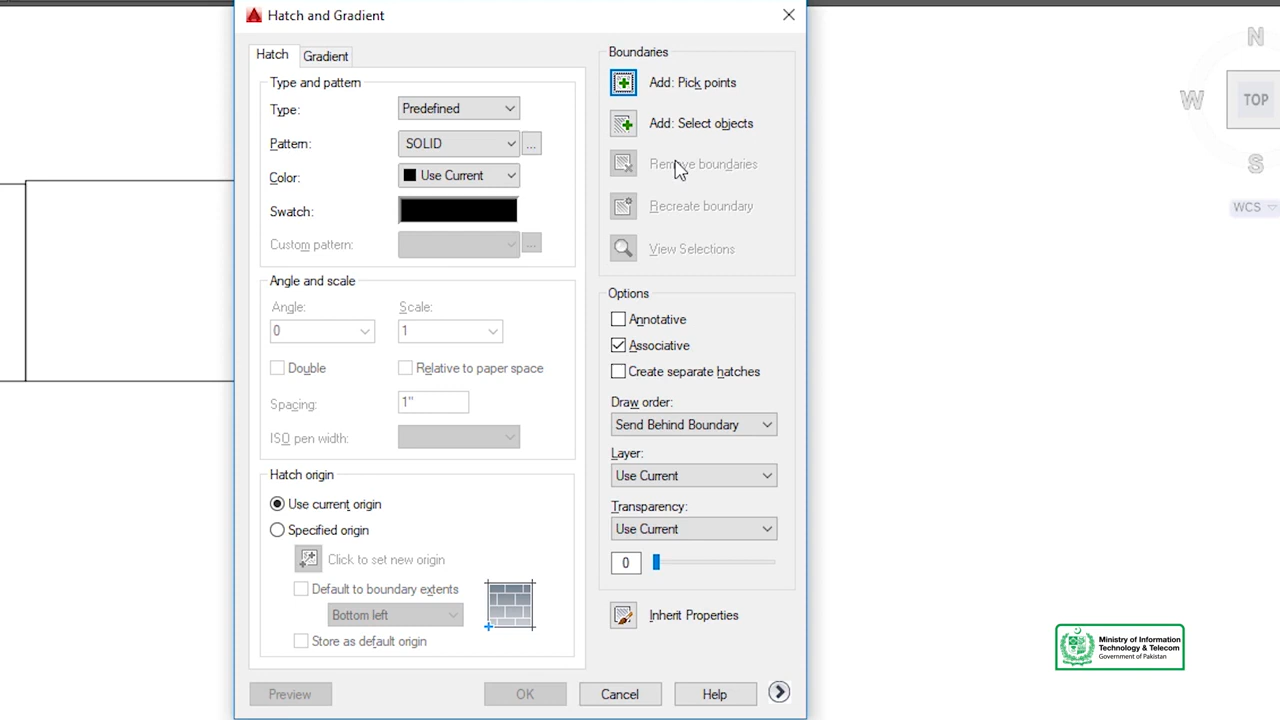 Hatch and Gradient
Hatch
Gradient
Type and pattern
Type:
Predefined
Pattern:
SOLID
...
Color:
Use Current
Swatch:
Custom pattern:
...
Angle and scale
Angle:
Scale:
0
1
Double
Relative to paper space
Spacing:
1"
ISO pen width:
Hatch origin
Use current origin
Specified origin
Click to set new origin
Default to boundary extents
Bottom left
Store as default origin
Boundaries
Add: Pick points
Add: Select objects
Remove boundaries
Recreate boundary
View Selections
Options
Annotative
Associative
Create separate hatches
Draw order:
Send Behind Boundary
Layer:
Use Current
Transparency:
Use Current
0
Inherit Properties
Preview
OK
Cancel
Help
N
W
TOP
S
WCS
Ministry of Information
Technology & Telecom
Government of Pakistan